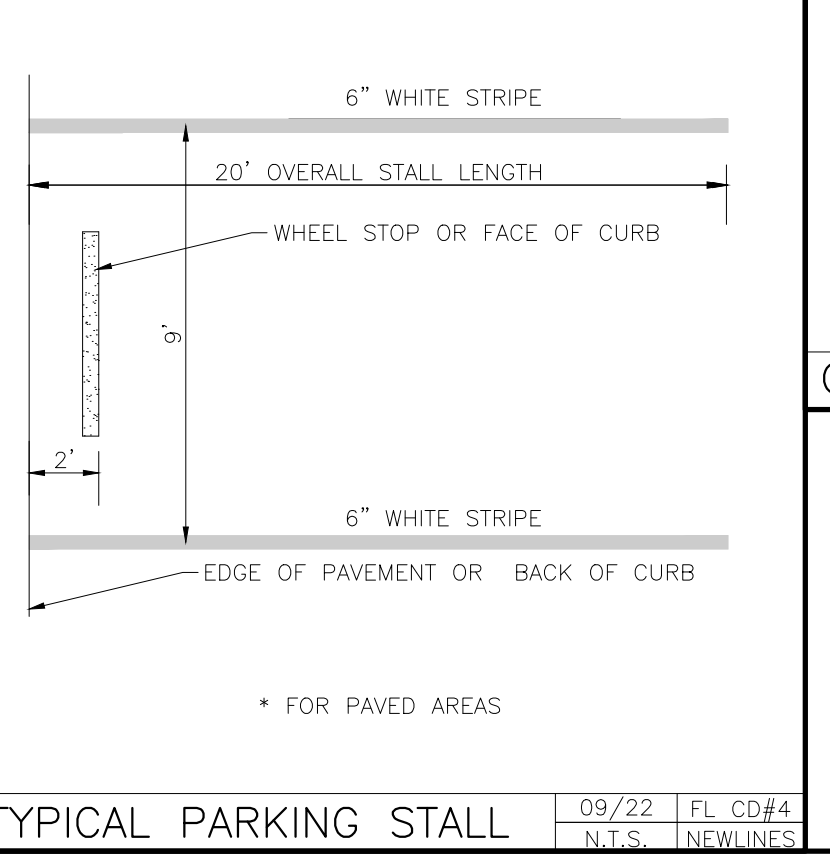 6" WHITE STRIPE
20' OVERALL STALL LENGTH
WHEEL STOP OR FACE OF CURB
9'
2'
6" WHITE STRIPE
EDGE OF PAVEMENT OR BACK OF CURB
* FOR PAVED AREAS
TYPICAL PARKING STALL
09/22
FL CD#4
N.T.S.
NEWLINES